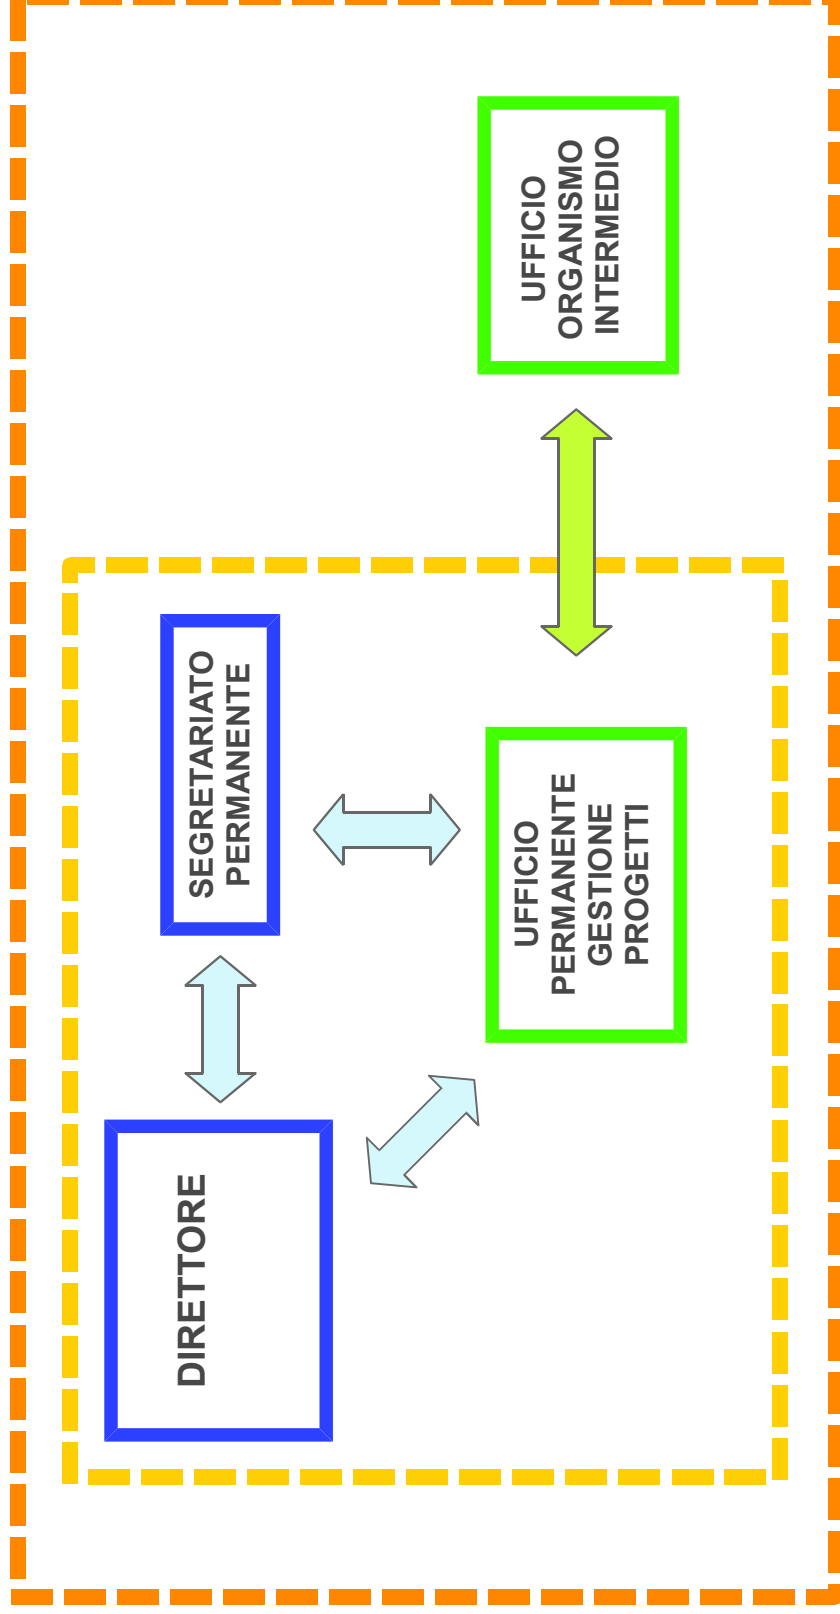 DIRETTORE
SEGRETARIATO
PERMANENTE
UFFICIO
PERMANENTE
GESTIONE
PROGETTI
UFFICIO
ORGANISMO
INTERMEDIO